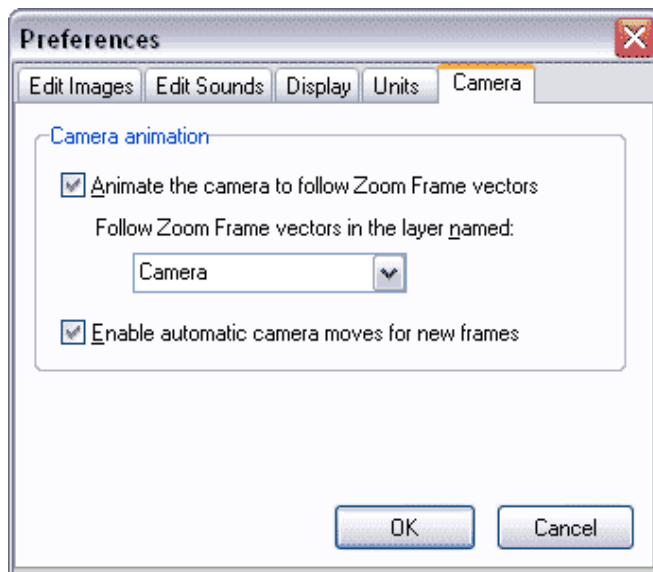 Preferences
Edit Images Edit Sounds Display Units Camera
Camera animation
Animate the camera to follow Zoom Frame vectors
Follow Zoom Frame vectors in the layer named:
Camera
Enable automatic camera moves for new frames
OK Cancel